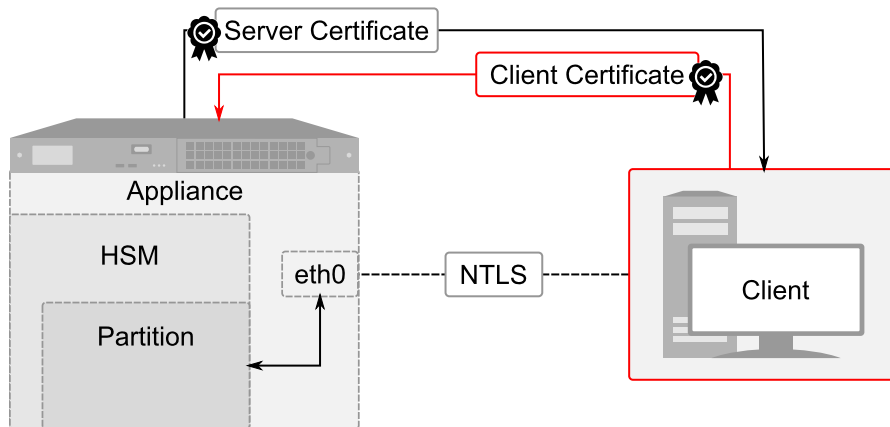 Server Certificate
Client Certificate
Appliance
HSM
eth0
NTLS
Client
Partition